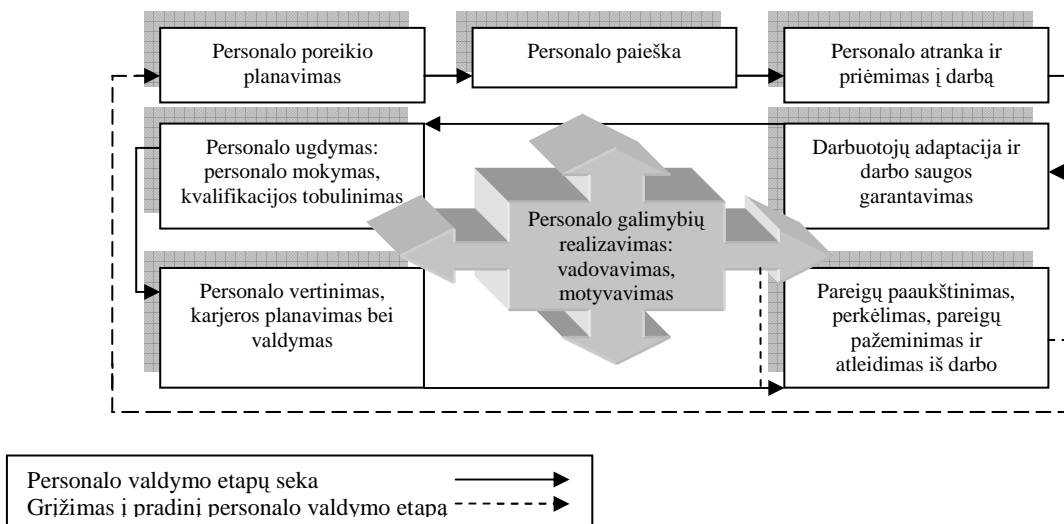 Personalo poreikio
planavimas
Personalo paieška
Personalo atranka ir
priėmimas į darbą
Personalo ugdymas:
personalo mokymas,
kvalifikacijos tobulinimas
Personalo galimybių
realizavimas:
vadovavimas,
motyvavimas
Darbuotojų adaptacija ir
darbo saugos
garantavimas
Personalo vertinimas,
karjeros planavimas bei
valdymas
Pareigų paaukštinimas,
perkėlimas, pareigų
pažeminimas ir
atleidimas iš darbo
Personalo valdymo etapų seka
Grįžimas į pradinį personalo valdymo etapą